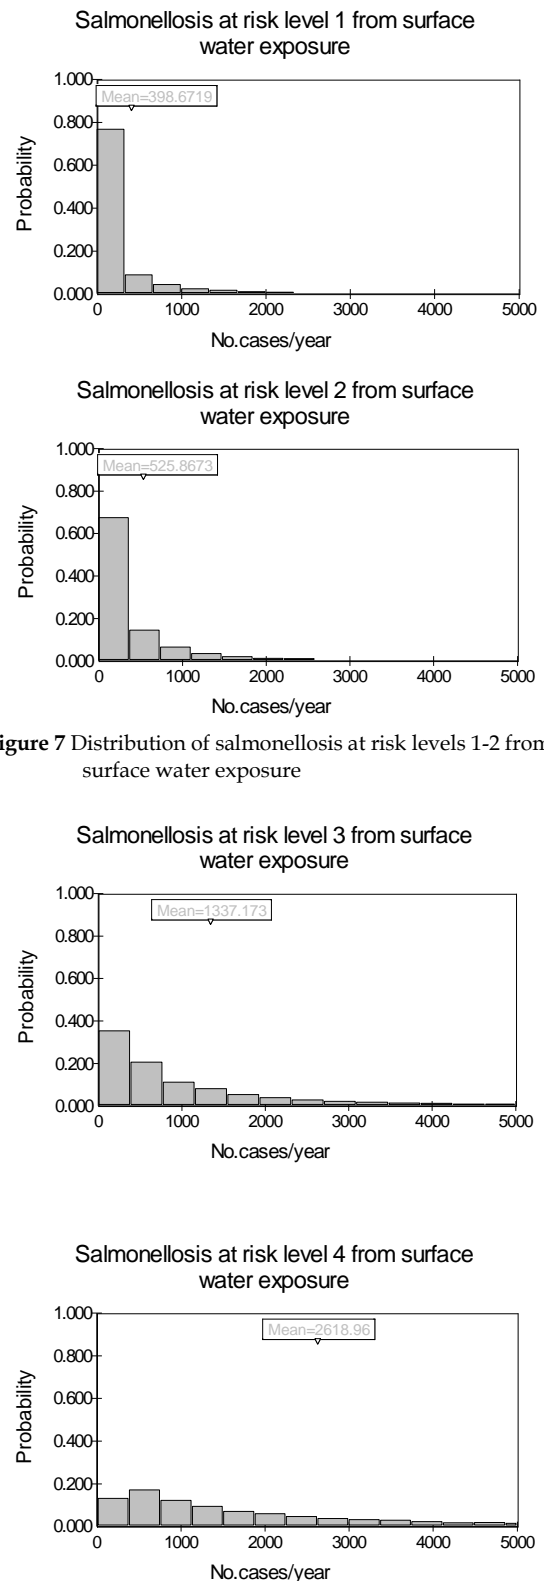 Salmonellosis at risk level 1 from surface
water exposure
1.000
Mean=398.6719
0.800
0.600
0.400
0.200
0.000
Probability
0 1000 2000 3000 4000 5000
No.cases/year
Salmonellosis at risk level 2 from surface
water exposure
1.000
Mean=525.8673
0.800
0.600
0.400
0.200
0.000
Probability
0 1000 2000 3000 4000 5000
No.cases/year
igure 7 Distribution of salmonellosis at risk levels 1-2 from
surface water exposure
Salmonellosis at risk level 3 from surface
water exposure
1.000
Mean=1337.173
0.800
0.600
0.400
0.200
0.000
Probability
0 1000 2000 3000 4000 5000
No.cases/year
Salmonellosis at risk level 4 from surface
water exposure
1.000
Mean=2618.96
0.800
0.600
0.400
0.200
0.000
Probability
0 1000 2000 3000 4000 5000
No.cases/year